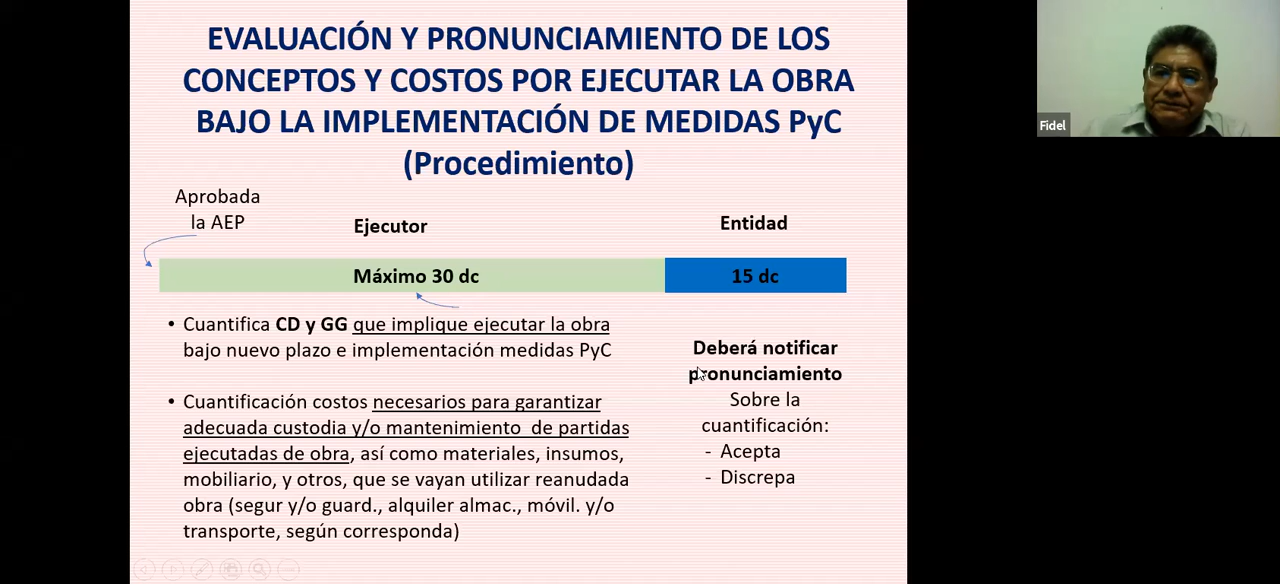 EVALUACIÓN Y PRONUNCIAMIENTO DE LOS
CONCEPTOS Y COSTOS POR EJECUTAR LA OBRA
BAJO LA IMPLEMENTACIÓN DE MEDIDAS PyC
(Procedimiento)
Aprobada
la AEP
Ejecutor
Entidad
Máximo 30 dc
15 dc
• Cuantifica CD y GG que implique ejecutar la obra
bajo nuevo plazo e implementación medidas PyC
• Cuantificación costos necesarios para garantizar
adecuada custodia y/o mantenimiento de partidas
ejecutadas de obra, así como materiales, insumos,
mobiliario, y otros, que se vayan utilizar reanudada
obra (segur y/o guard., alquiler almac., móvil. y/o
transporte, según corresponda)
Deberá notificar
pronunciamiento
Sobre la
cuantificación:
- Acepta
- Discrepa
Fidel